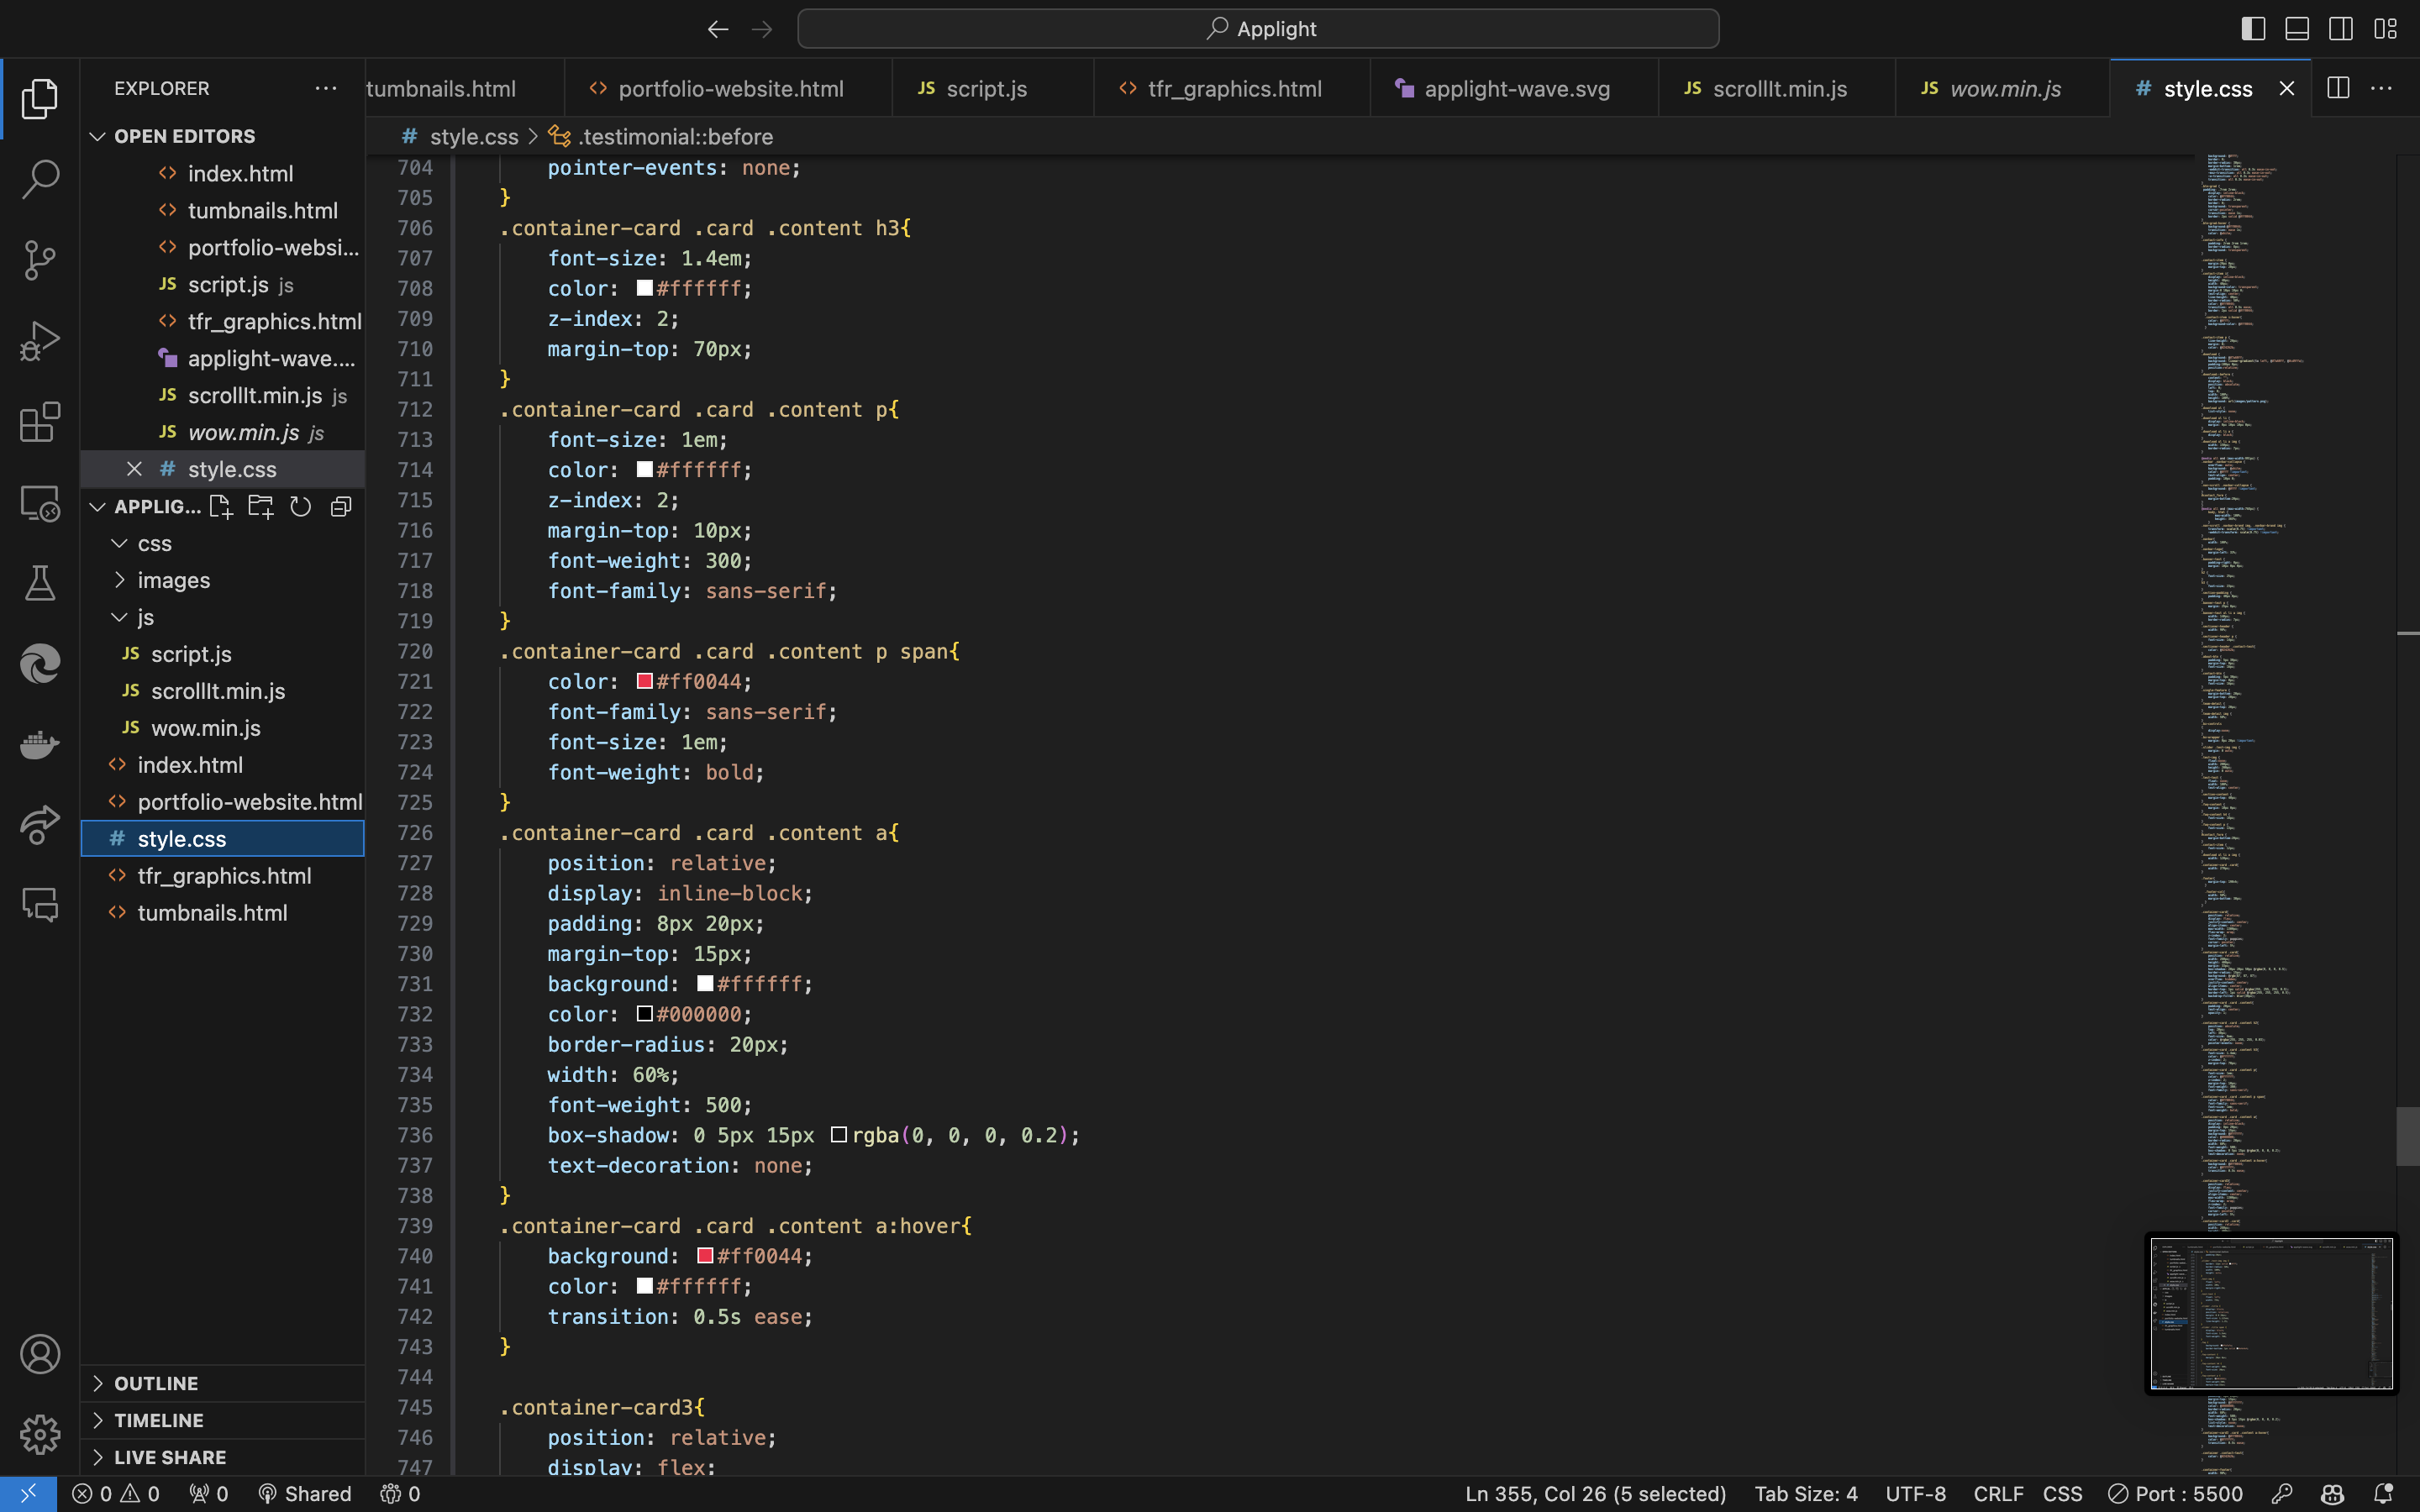 Applight
EXPLORER
OPEN EDITORS
index.html
tumbnails.html
portfolio-websi...
script.js js
tfr_graphics.html
applight-wave....
scrollIt.min.js js
wow.min.js js
style.css
APPLIG...
css
images
js
script.js
scrollIt.min.js
wow.min.js
index.html
portfolio-website.html
style.css
tfr_graphics.html
tumbnails.html
OUTLINE
TIMELINE
LIVE SHARE
tumbnails.html portfolio-website.html script.js tfr_graphics.html applight-wave.svg scrollIt.min.js wow.min.js style.css
style.css > .testimonial::before
704 pointer-events: none;
705 }
706 .container-card .card .content h3{
707 font-size: 1.4em;
708 color: #ffffff;
709 z-index: 2;
710 margin-top: 70px;
711 }
712 .container-card .card .content p{
713 font-size: 1em;
714 color: #ffffff;
715 z-index: 2;
716 margin-top: 10px;
717 font-weight: 300;
718 font-family: sans-serif;
719 }
720 .container-card .card .content p span{
721 color: #ff0044;
722 font-family: sans-serif;
723 font-size: 1em;
724 font-weight: bold;
725 }
726 .container-card .card .content a{
727 position: relative;
728 display: inline-block;
729 padding: 8px 20px;
730 margin-top: 15px;
731 background: #ffffff;
732 color: #000000;
733 border-radius: 20px;
734 width: 60%;
735 font-weight: 500;
736 box-shadow: 0 5px 15px rgba(0, 0, 0, 0.2);
737 text-decoration: none;
738 }
739 .container-card .card .content a:hover{
740 background: #ff0044;
741 color: #ffffff;
742 transition: 0.5s ease;
743 }
744
745 .container-card3{
746 position: relative;
747 display: flex;
0 0 0 Shared 0 Ln 355, Col 26 (5 selected) Tab Size: 4 UTF-8 CRLF CSS Port : 5500